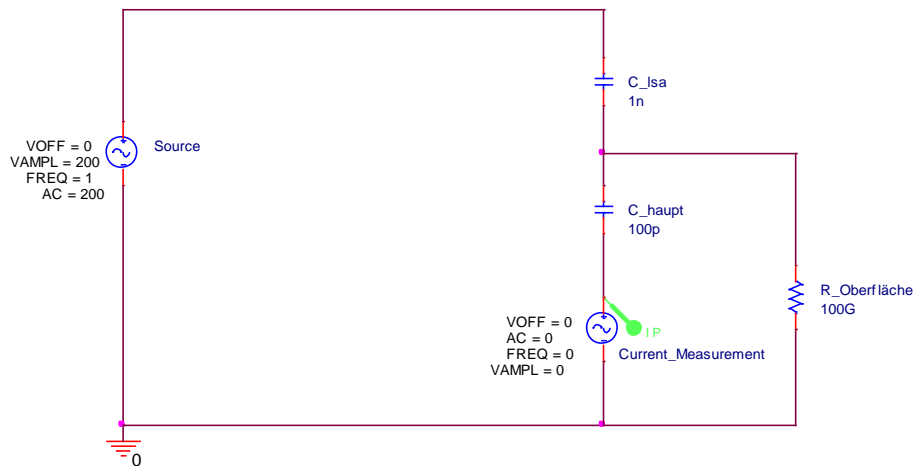 C_Isa
1n
VOFF = 0
VAMPL = 200
FREQ = 1
AC = 200
Source
C_haupt
100p
R_Oberfläche
100G
VOFF = 0
AC = 0
FREQ = 0
VAMPL = 0
IP
Current_Measurement
0